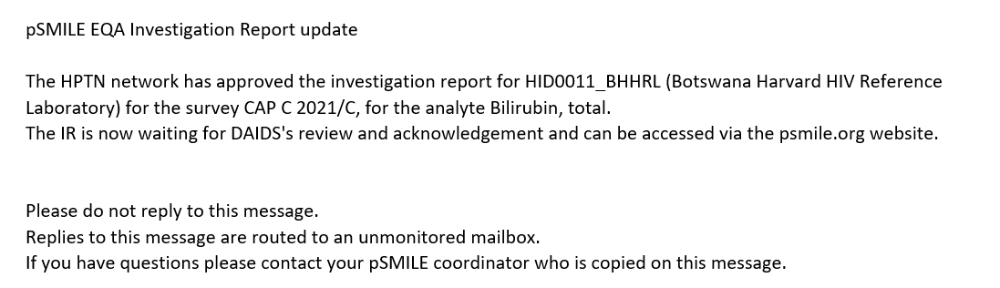 pSMILE EQA Investigation Report update
The HPTN network has approved the investigation report for HID0011_BHHRL (Botswana Harvard HIV Reference
Laboratory) for the survey CAP C 2021/C, for the analyte Bilirubin, total.
The IR is now waiting for DAIDS's review and acknowledgement and can be accessed via the psmile.org website.
Please do not reply to this message.
Replies to this message are routed to an unmonitored mailbox.
If you have questions please contact your pSMILE coordinator who is copied on this message.